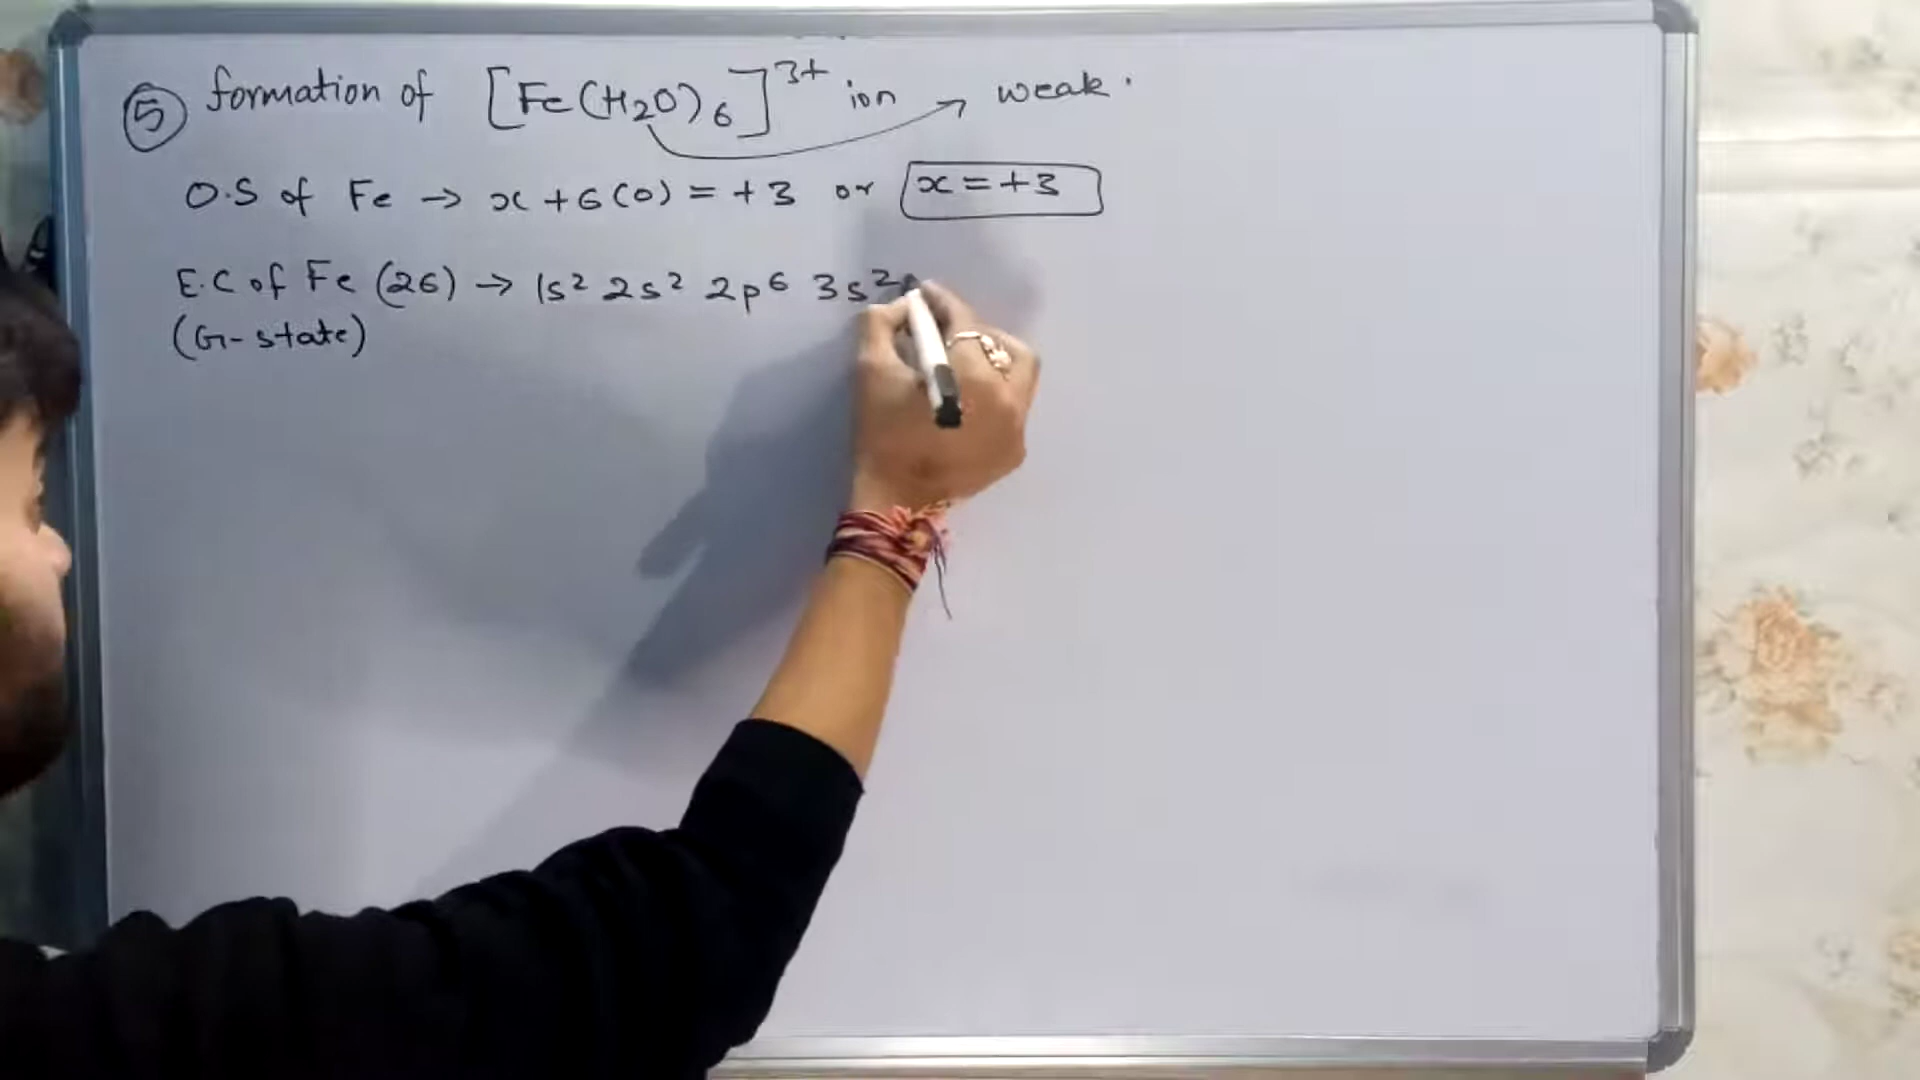 ⑤ formation of [Fe(H₂O)₆]³⁺ ion → weak.
O.S of Fe → x + 6(0) = +3 or x = +3
E.C of Fe (26) → 1s² 2s² 2p⁶ 3s²
(G-state)